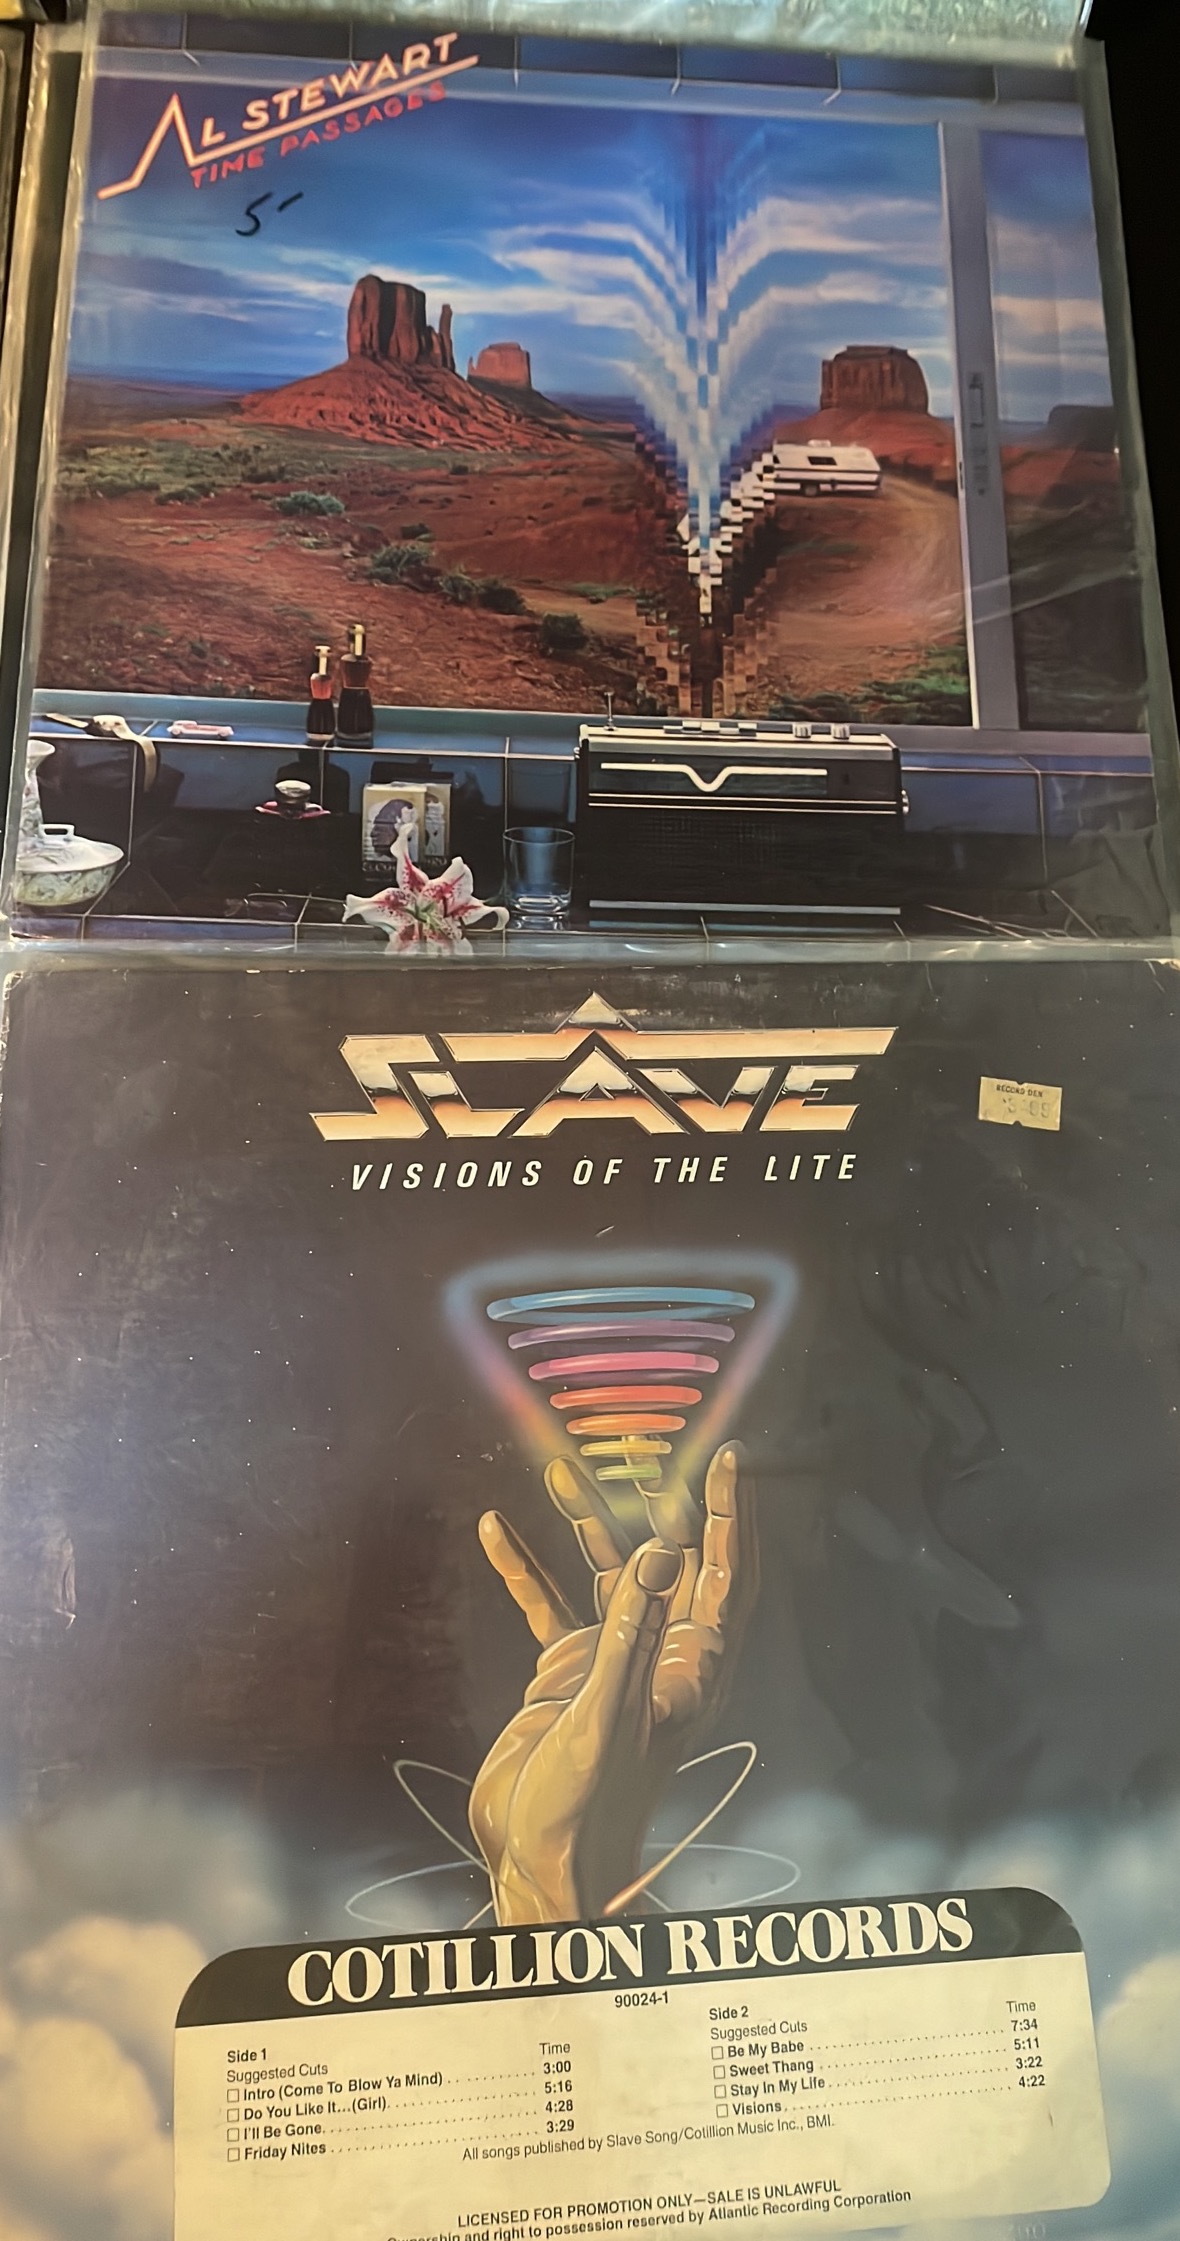 AL STEWART
TIME PASSAGES
5-
SLAVE
RECORD DEN
VISIONS OF THE LITE
COTILLION RECORDS
90024-1
Side 1
Suggested Cuts Time
☐ Intro (Come To Blow Ya Mind) .......... 3:00
☐ Do You Like It...(Girl) .......... 5:16
☐ I'll Be Gone .......... 4:28
☐ Friday Nites .......... 3:29
Side 2
Suggested Cuts Time
☐ Be My Babe .......... 7:34
☐ Sweet Thang .......... 5:11
☐ Stay In My Life .......... 3:22
☐ Visions .......... 4:22
All songs published by Slave Song/Cotillion Music Inc., BMI.
LICENSED FOR PROMOTION ONLY—SALE IS UNLAWFUL
Ownership and right to possession reserved by Atlantic Recording Corporation